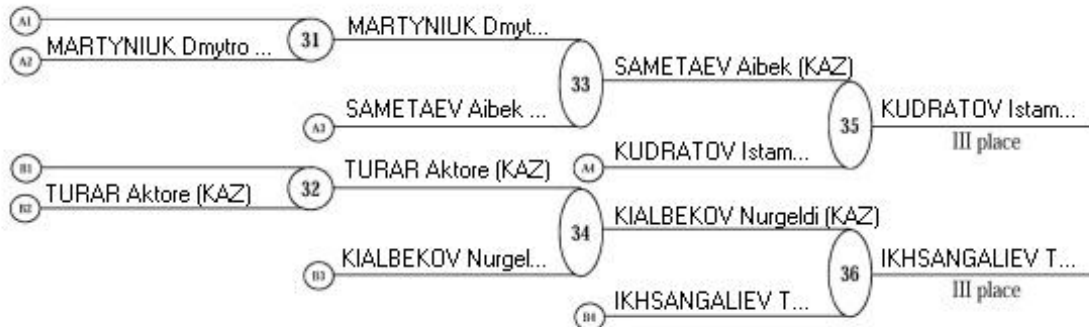 A1
MARTYNIUK Dmytro ...
A2
31
MARTYNIUK Dmyt...
33
SAMETAEV Aibek ...
A3
SAMETAEV Aibek (KAZ)
35
KUDRATOV Istam...
A4
KUDRATOV Istam...
III place
B1
TURAR Aktore (KAZ)
B2
32
TURAR Aktore (KAZ)
34
KIALBEKOV Nurgel...
B3
KIALBEKOV Nurgeldi (KAZ)
36
IKHSANGALIEV T...
B4
IKHSANGALIEV T...
III place